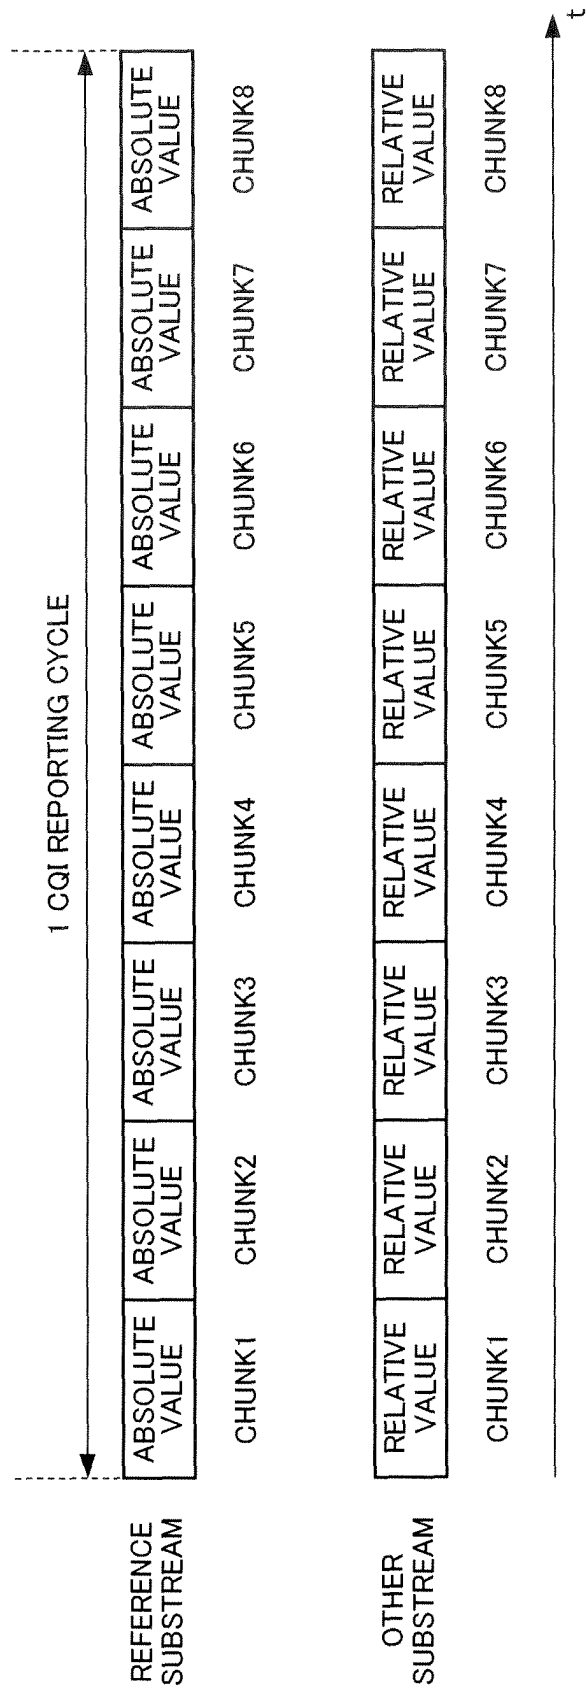 1 CQI REPORTING CYCLE
REFERENCE
SUBSTREAM
ABSOLUTE
VALUE
ABSOLUTE
VALUE
ABSOLUTE
VALUE
ABSOLUTE
VALUE
ABSOLUTE
VALUE
ABSOLUTE
VALUE
ABSOLUTE
VALUE
ABSOLUTE
VALUE
CHUNK1
CHUNK2
CHUNK3
CHUNK4
CHUNK5
CHUNK6
CHUNK7
CHUNK8
OTHER
SUBSTREAM
RELATIVE
VALUE
RELATIVE
VALUE
RELATIVE
VALUE
RELATIVE
VALUE
RELATIVE
VALUE
RELATIVE
VALUE
RELATIVE
VALUE
RELATIVE
VALUE
CHUNK1
CHUNK2
CHUNK3
CHUNK4
CHUNK5
CHUNK6
CHUNK7
CHUNK8
t